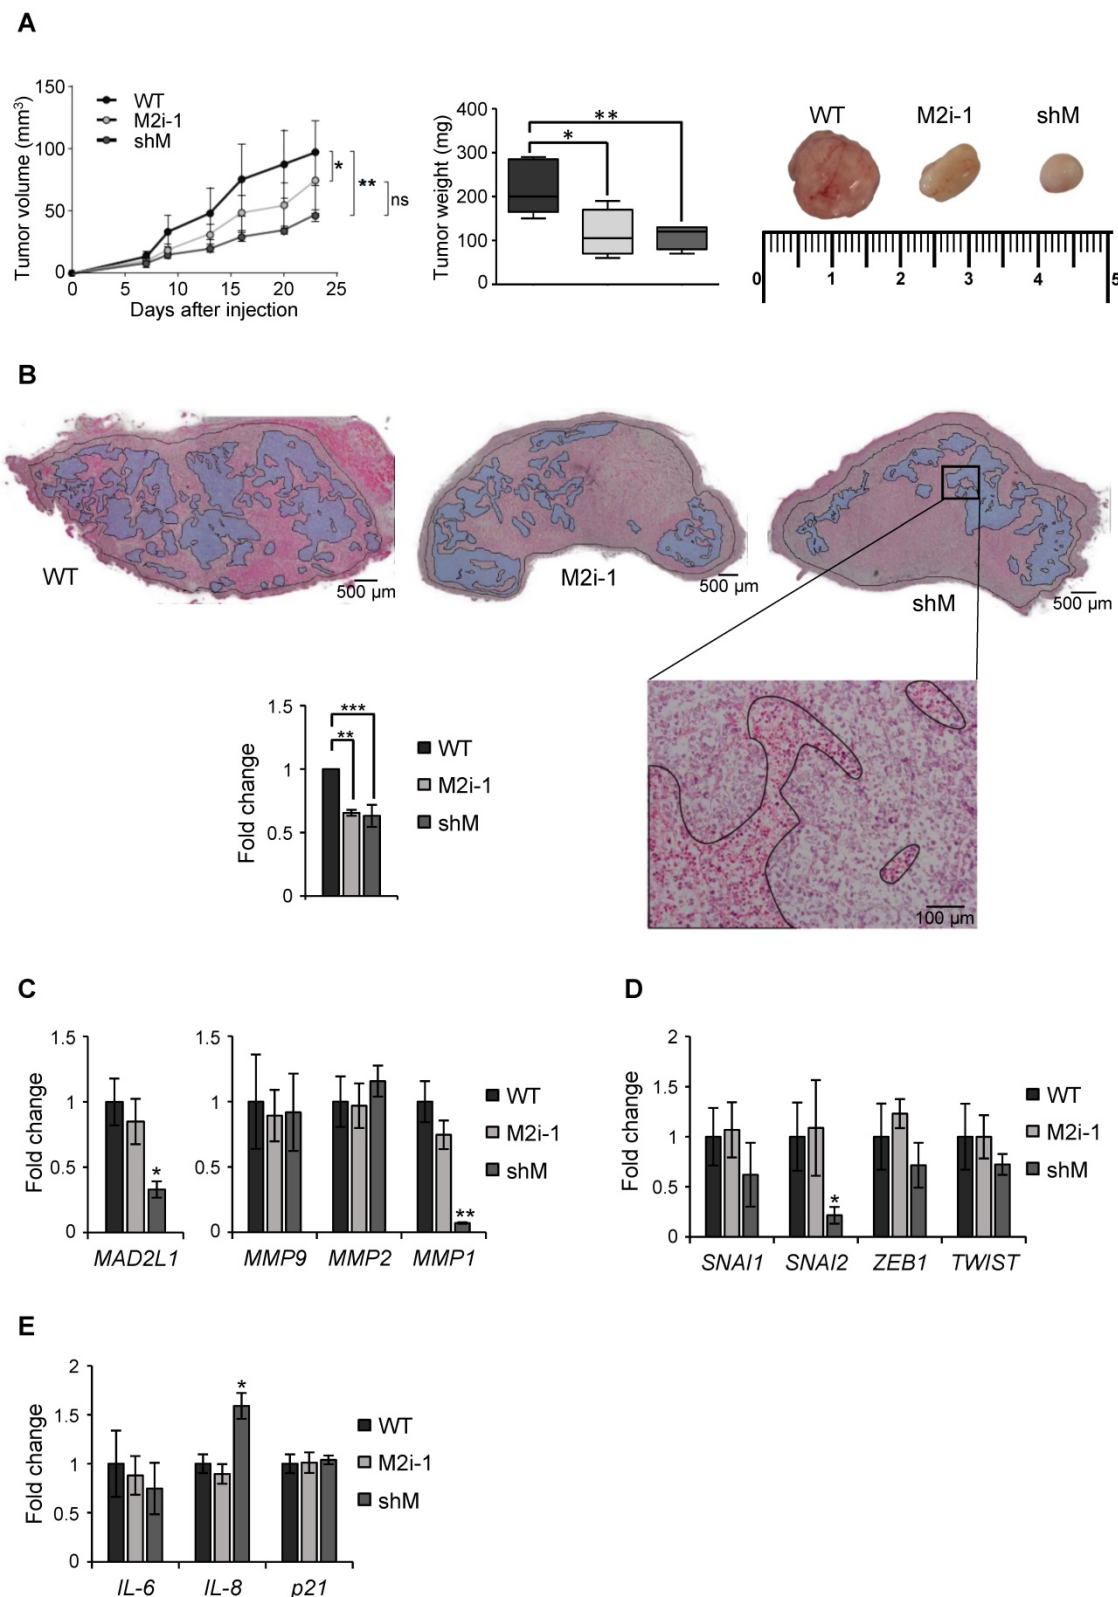 A
Tumor volume (mm³)
150
100
50
0
WT
M2i-1
shM
*
**
ns
0 5 10 15 20 25
Days after injection
Tumor weight (mg)
400
300
200
100
0
*
**
WT M2i-1 shM
0 1 2 3 4 5
B
WT
500 µm
M2i-1
500 µm
shM
500 µm
100 µm
Fold change
1.5
1
0.5
0
***
**
WT
M2i-1
shM
C
Fold change
1.5
1
0.5
0
*
MAD2L1
1.5
1
0.5
0
**
MMP9 MMP2 MMP1
WT
M2i-1
shM
D
Fold change
2
1.5
1
0.5
0
*
SNAI1 SNAI2 ZEB1 TWIST
WT
M2i-1
shM
E
Fold change
2
1.5
1
0.5
0
*
IL-6 IL-8 p21
WT
M2i-1
shM